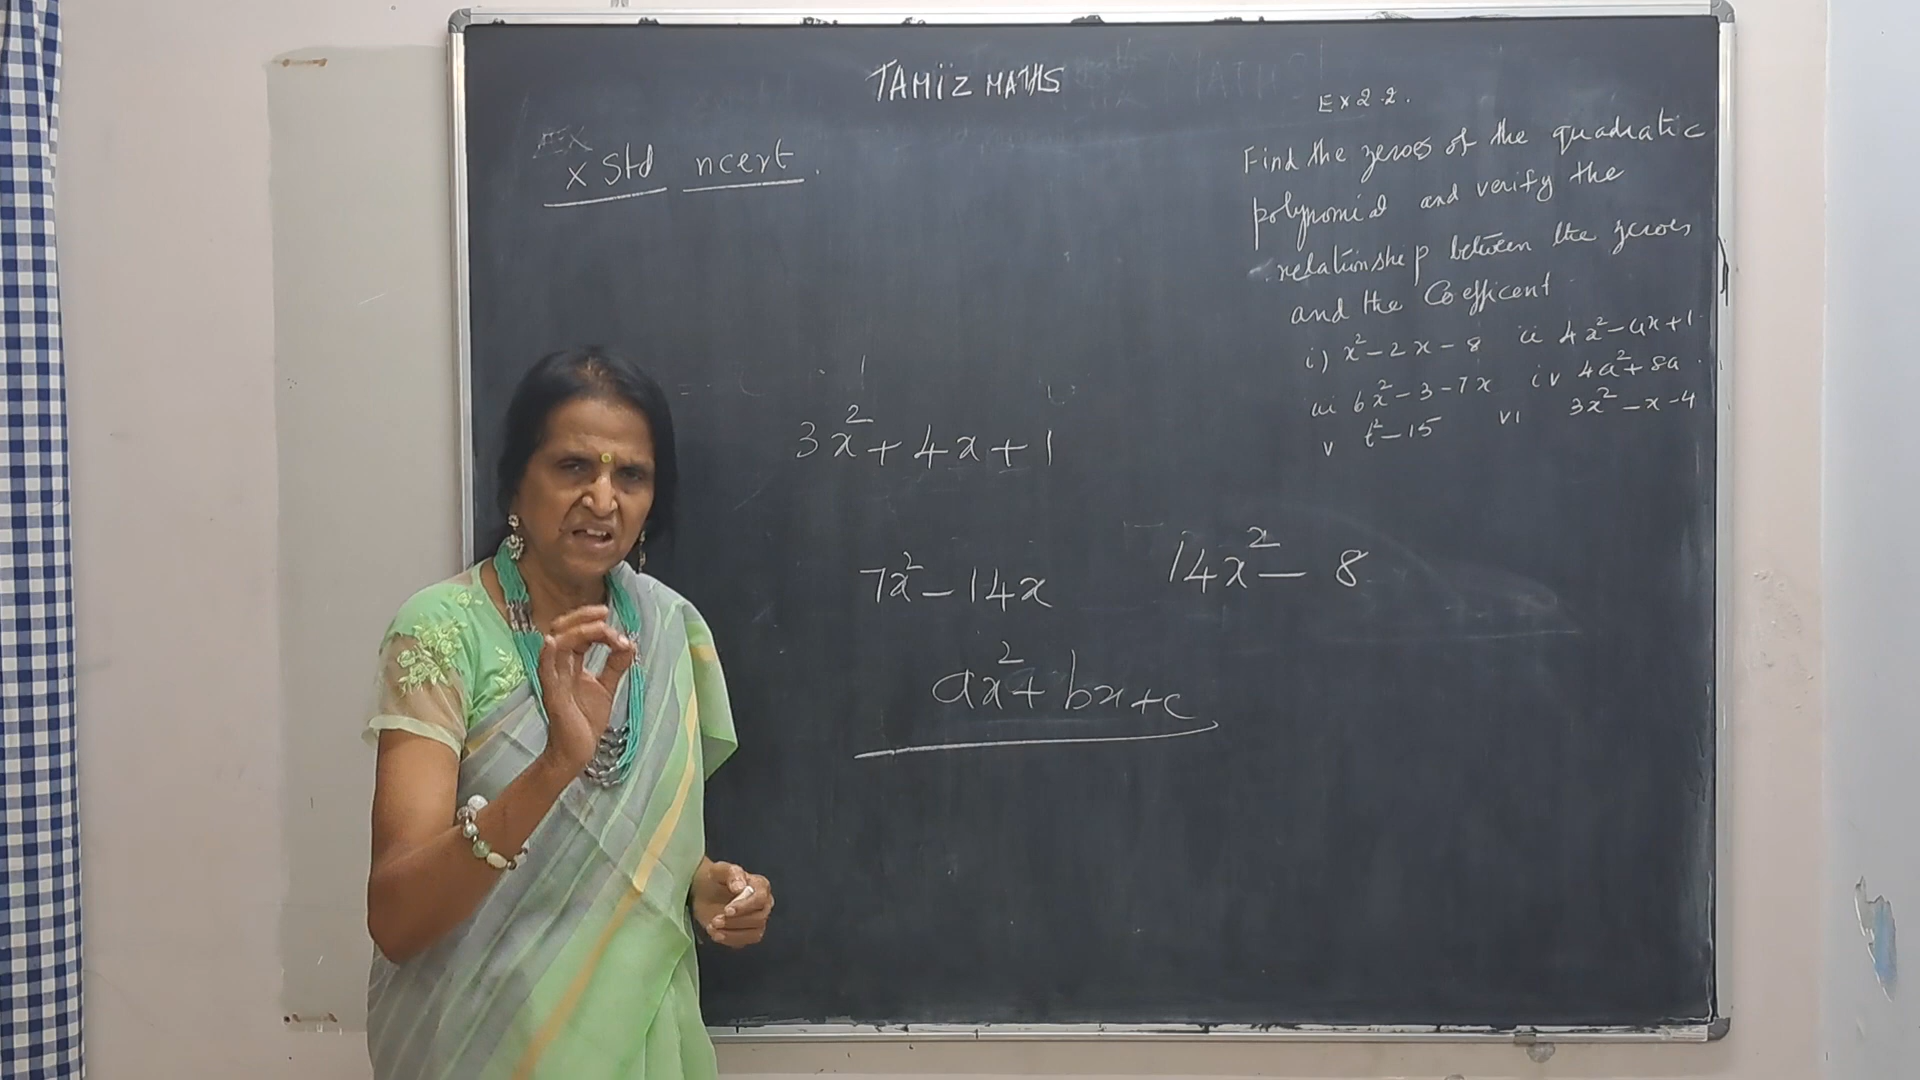 TAMIZ MATHS
X Std ncert.
3x² + 4x + 1
7x² – 14x
14x² – 8
ax² + bx + c
Ex 2.2.
Find the zeroes of the quadratic
polynomial and verify the
relationship between the zeroes
and the Coefficent
i) x² – 2x – 8 ii 4x² – 4x + 1
iii 6x² – 3 – 7x iv 4a² + 8a
v t² – 15 vi 3x² – x – 4